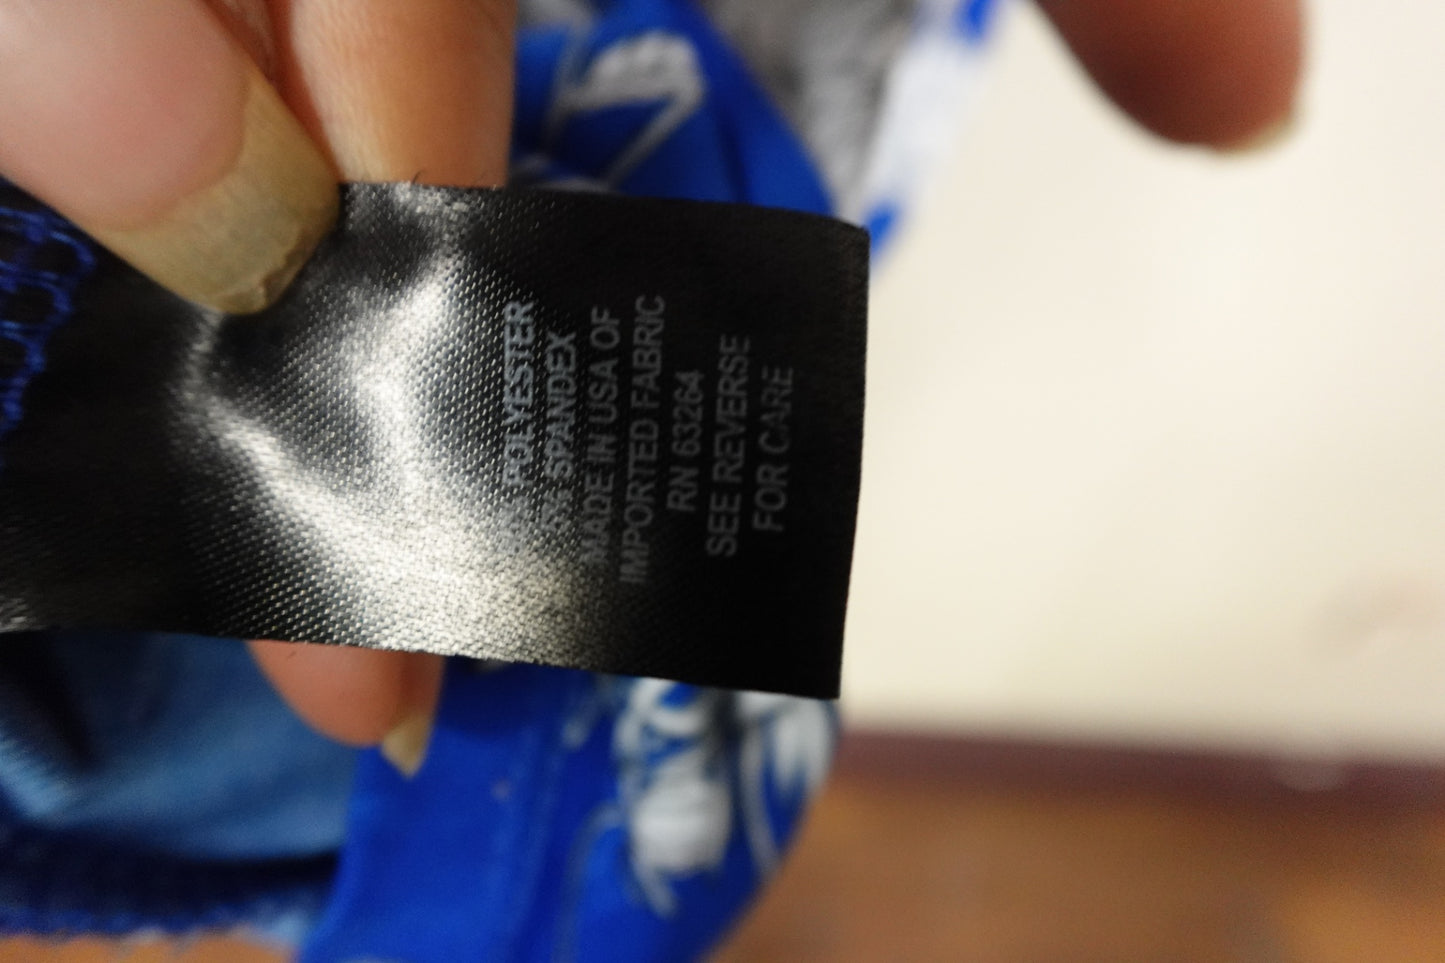 POLYESTER
SPANDEX
MADE IN USA OF
IMPORTED FABRIC
RN 63264
SEE REVERSE
FOR CARE